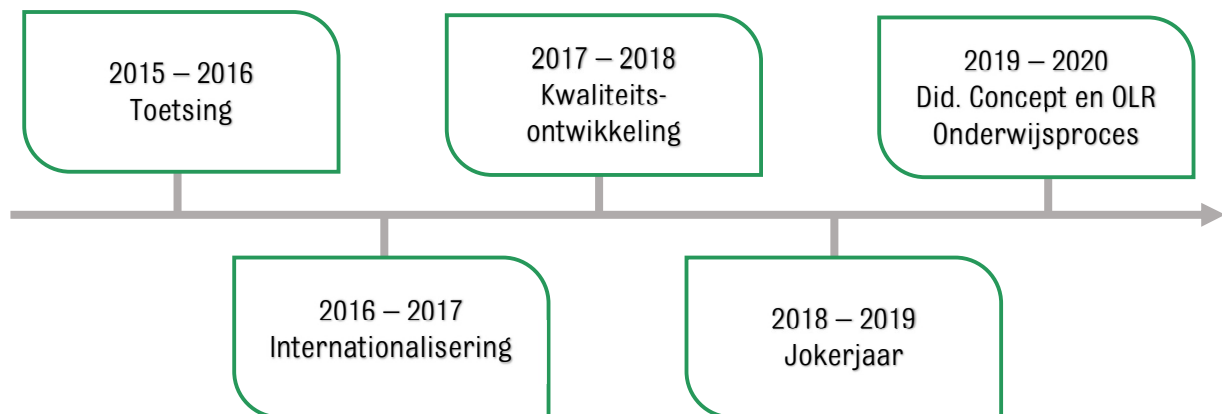 2015 – 2016
Toetsing
2016 – 2017
Internationalisering
2017 – 2018
Kwaliteits-
ontwikkeling
2018 – 2019
Jokerjaar
2019 – 2020
Did. Concept en OLR
Onderwijsproces